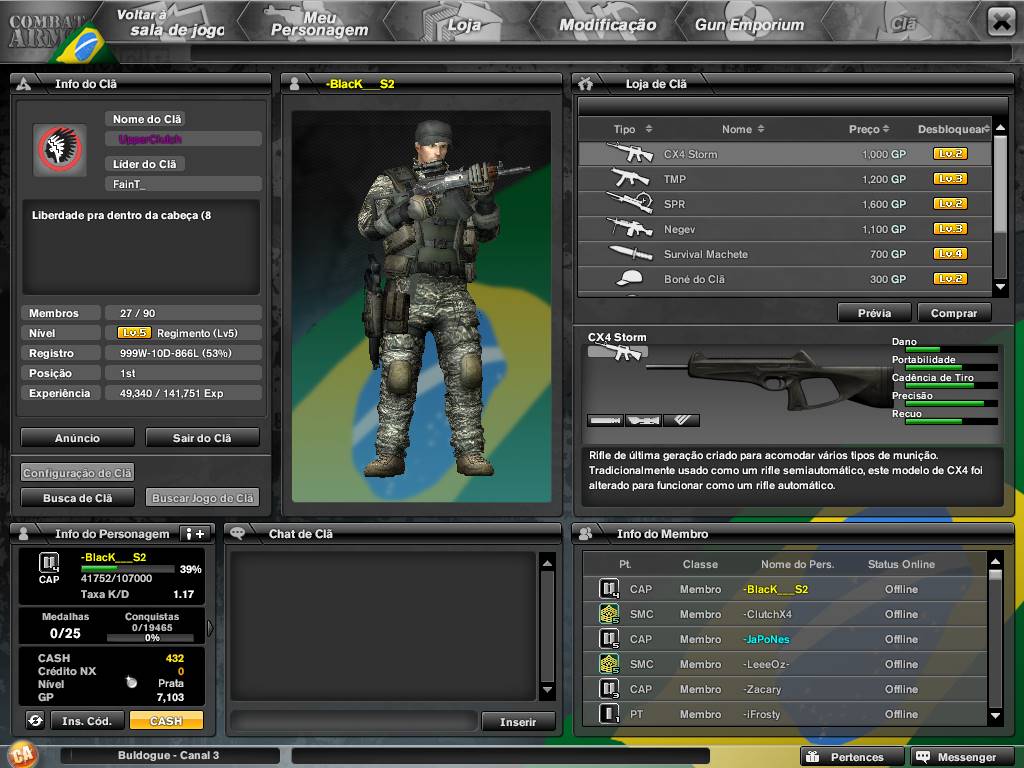 COMBAT ARMS
Voltar à sala de jogo
Meu Personagem
Loja
Modificação
Gun Emporium
Clã
Info do Clã
Nome do Clã
UpperClutch
Líder do Clã
FainT_
Liberdade pra dentro da cabeça (8
Membros 27 / 90
Nível Lv.5 Regimento (Lv5)
Registro 999W-10D-866L (53%)
Posição 1st
Experiência 49,340 / 141,751 Exp
Anúncio Sair do Clã
Configuração de Clã
Busca de Clã Buscar Jogo de Clã
-BlacK___S2
Loja de Clã
Tipo Nome Preço Desbloquear
CX4 Storm 1,000 GP Lv.2
TMP 1,200 GP Lv.3
SPR 1,600 GP Lv.2
Negev 1,100 GP Lv.3
Survival Machete 700 GP Lv.4
Boné do Clã 300 GP Lv.2
Prévia Comprar
CX4 Storm
Dano
Portabilidade
Cadência de Tiro
Precisão
Recuo
Rifle de última geração criado para acomodar vários tipos de munição.
Tradicionalmente usado como um rifle semiautomático, este modelo de CX4 foi
alterado para funcionar como um rifle automático.
Info do Personagem i+
4
CAP
-BlacK___S2
39%
41752/107000
Taxa K/D 1.17
Medalhas
0/25
Conquistas
0/19465
0%
CASH 432
Crédito NX 0
Nível Prata
GP 7,103
Ins. Cód. CASH
Chat de Clã
Inserir
Info do Membro
Pt. Classe Nome do Pers. Status Online
4 CAP Membro -BlacK___S2 Offline
5 SMC Membro -ClutchX4 Offline
5 CAP Membro -JaPoNes Offline
5 SMC Membro -LeeeOz- Offline
3 CAP Membro -Zacary Offline
1 PT Membro -iFrosty Offline
CA
Buldogue - Canal 3
Pertences
Messenger